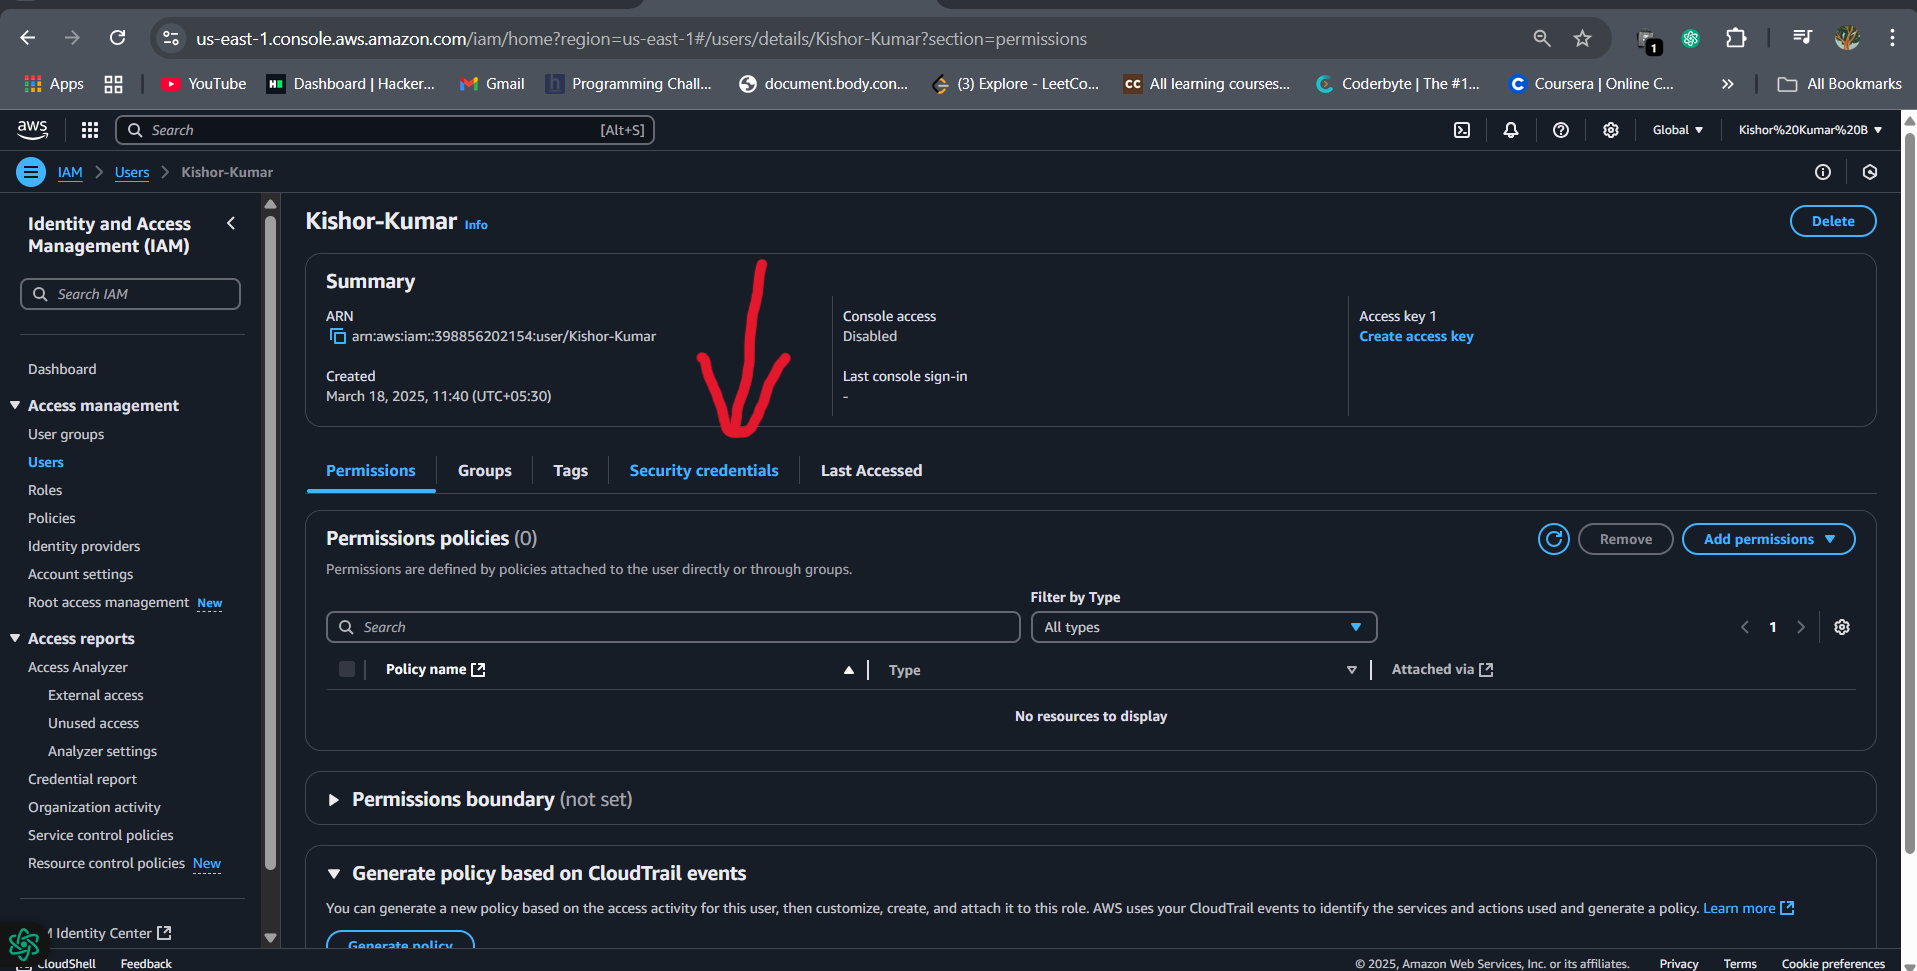 us-east-1.console.aws.amazon.com/iam/home?region=us-east-1#/users/details/Kishor-Kumar?section=permissions
1
Apps
YouTube
Dashboard | Hacker...
Gmail
Programming Chall...
document.body.con...
(3) Explore - LeetCo...
All learning courses...
Coderbyte | The #1...
Coursera | Online C...
»
All Bookmarks
aws
Search
[Alt+S]
Global
Kishor%20Kumar%20B
IAM
Users
Kishor-Kumar
Identity and Access
Management (IAM)
Search IAM
Dashboard
Access management
User groups
Users
Roles
Policies
Identity providers
Account settings
Root access management New
Access reports
Access Analyzer
External access
Unused access
Analyzer settings
Credential report
Organization activity
Service control policies
Resource control policies New
Identity Center
CloudShell
Feedback
Kishor-Kumar Info
Delete
Summary
ARN
arn:aws:iam::398856202154:user/Kishor-Kumar
Created
March 18, 2025, 11:40 (UTC+05:30)
Console access
Disabled
Last console sign-in
-
Access key 1
Create access key
Permissions
Groups
Tags
Security credentials
Last Accessed
Permissions policies (0)
Remove
Add permissions
Permissions are defined by policies attached to the user directly or through groups.
Filter by Type
Search
All types
1
Policy name
Type
Attached via
No resources to display
Permissions boundary (not set)
Generate policy based on CloudTrail events
You can generate a new policy based on the access activity for this user, then customize, create, and attach it to this role. AWS uses your CloudTrail events to identify the services and actions used and generate a policy. Learn more
Generate policy
© 2025, Amazon Web Services, Inc. or its affiliates.
Privacy
Terms
Cookie preferences